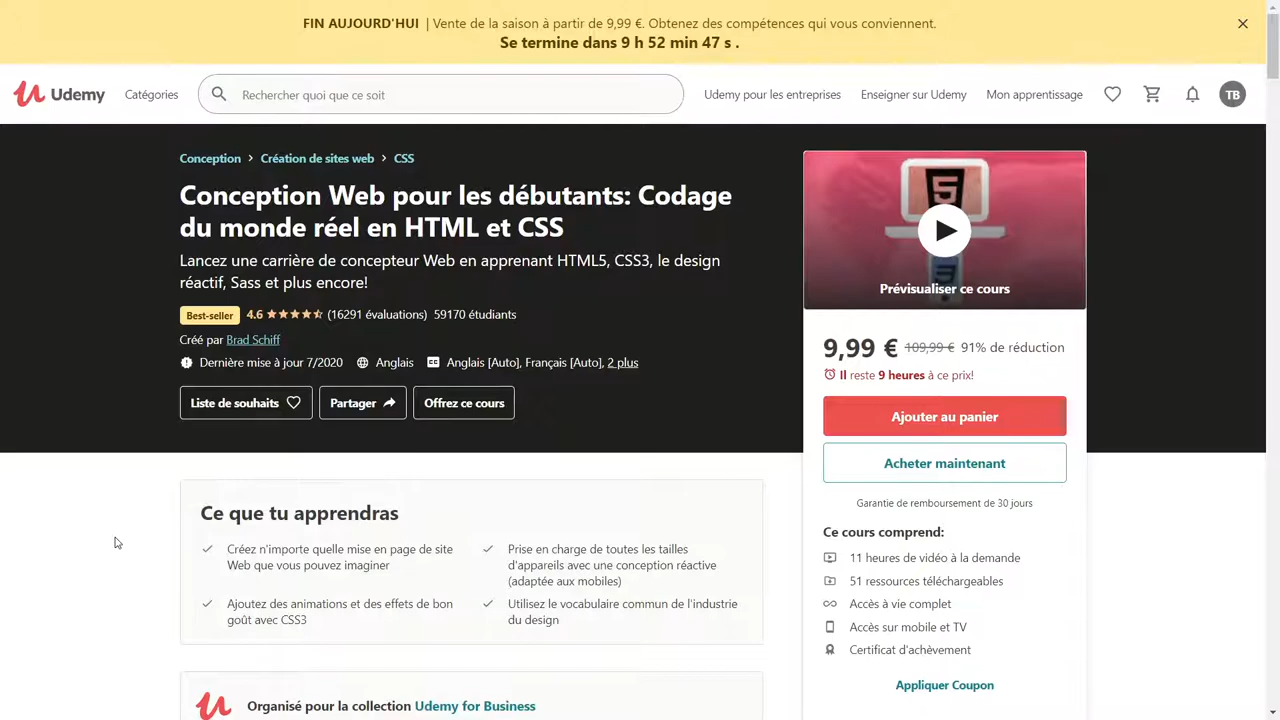 FIN AUJOURD'HUI | Vente de la saison à partir de 9,99 €. Obtenez des compétences qui vous conviennent.
Se termine dans 9 h 52 min 47 s .
Udemy
Catégories
Rechercher quoi que ce soit
Udemy pour les entreprises
Enseigner sur Udemy
Mon apprentissage
TB
Conception > Création de sites web > CSS
Conception Web pour les débutants: Codage
du monde réel en HTML et CSS
Lancez une carrière de concepteur Web en apprenant HTML5, CSS3, le design
réactif, Sass et plus encore!
Best-seller 4.6 (16291 évaluations) 59170 étudiants
Créé par Brad Schiff
Dernière mise à jour 7/2020 Anglais Anglais [Auto], Français [Auto], 2 plus
Liste de souhaits
Partager
Offrez ce cours
Prévisualiser ce cours
9,99 € 109,99 € 91% de réduction
Il reste 9 heures à ce prix!
Ajouter au panier
Acheter maintenant
Garantie de remboursement de 30 jours
Ce cours comprend:
11 heures de vidéo à la demande
51 ressources téléchargeables
Accès à vie complet
Accès sur mobile et TV
Certificat d'achèvement
Appliquer Coupon
Ce que tu apprendras
Créez n'importe quelle mise en page de site
Web que vous pouvez imaginer
Prise en charge de toutes les tailles
d'appareils avec une conception réactive
(adaptée aux mobiles)
Ajoutez des animations et des effets de bon
goût avec CSS3
Utilisez le vocabulaire commun de l'industrie
du design
Organisé pour la collection Udemy for Business